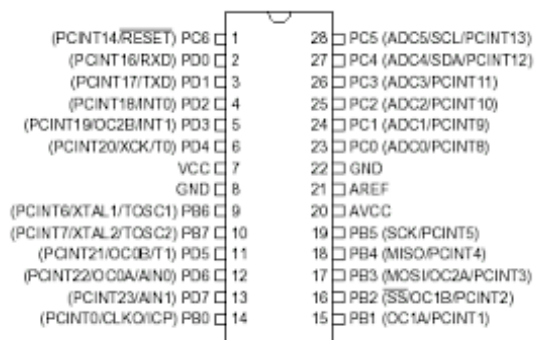 (PCINT14/RESET) PC6 1 28 PC5 (ADC5/SCL/PCINT13)
(PCINT16/RXD) PD0 2 27 PC4 (ADC4/SDA/PCINT12)
(PCINT17/TXD) PD1 3 26 PC3 (ADC3/PCINT11)
(PCINT18/INT0) PD2 4 25 PC2 (ADC2/PCINT10)
(PCINT19/OC2B/INT1) PD3 5 24 PC1 (ADC1/PCINT9)
(PCINT20/XCK/T0) PD4 6 23 PC0 (ADC0/PCINT8)
VCC 7 22 GND
GND 8 21 AREF
(PCINT6/XTAL1/TOSC1) PB6 9 20 AVCC
(PCINT7/XTAL2/TOSC2) PB7 10 19 PB5 (SCK/PCINT5)
(PCINT21/OC0B/T1) PD5 11 18 PB4 (MISO/PCINT4)
(PCINT22/OC0A/AIN0) PD6 12 17 PB3 (MOSI/OC2A/PCINT3)
(PCINT23/AIN1) PD7 13 16 PB2 (SS/OC1B/PCINT2)
(PCINT0/CLKO/ICP) PB0 14 15 PB1 (OC1A/PCINT1)